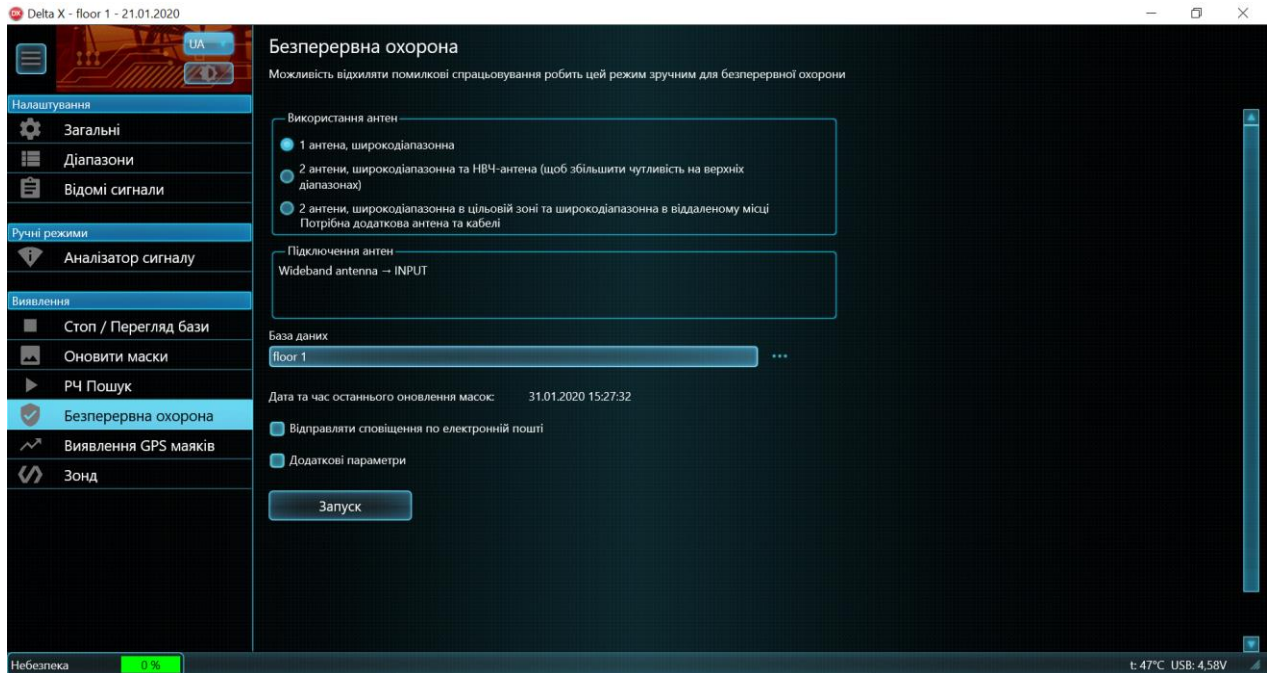 Delta X - floor 1 - 21.01.2020
UA
Налаштування
Загальні
Діапазони
Відомі сигнали
Ручні режими
Аналізатор сигналу
Виявлення
Стоп / Перегляд бази
Оновити маски
РЧ Пошук
Безперервна охорона
Виявлення GPS маяків
Зонд
Безперервна охорона
Можливість відхиляти помилкові спрацьовування робить цей режим зручним для безперервної охорони
Використання антен
1 антена, широкодіапазонна
2 антени, широкодіапазонна та НВЧ-антена (щоб збільшити чутливість на верхніх
діапазонах)
2 антени, широкодіапазонна в цільовій зоні та широкодіапазонна в віддаленому місці
Потрібна додаткова антена та кабелі
Підключення антен
Wideband antenna → INPUT
База даних
floor 1
Дата та час останнього оновлення масок: 31.01.2020 15:27:32
Відправляти сповіщення по електронній пошті
Додаткові параметри
Запуск
Небезпека 0 %
t: 47°C USB: 4,58V